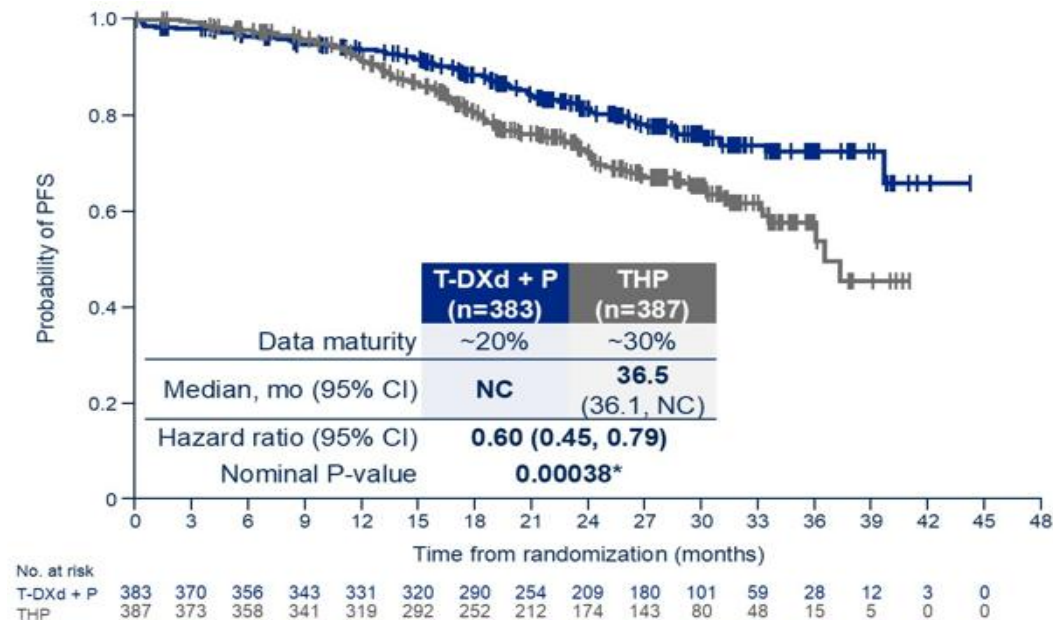 1.0
0.8
0.6
0.4
0.2
0
Probability of PFS
T-DXd + P THP
(n=383) (n=387)
Data maturity ~20% ~30%
Median, mo (95% CI) NC 36.5
(36.1, NC)
Hazard ratio (95% CI) 0.60 (0.45, 0.79)
Nominal P-value 0.00038*
0 3 6 9 12 15 18 21 24 27 30 33 36 39 42 45 48
Time from randomization (months)
No. at risk
T-DXd + P 383 370 356 343 331 320 290 254 209 180 101 59 28 12 3 0
THP 387 373 358 341 319 292 252 212 174 143 80 48 15 5 0 0